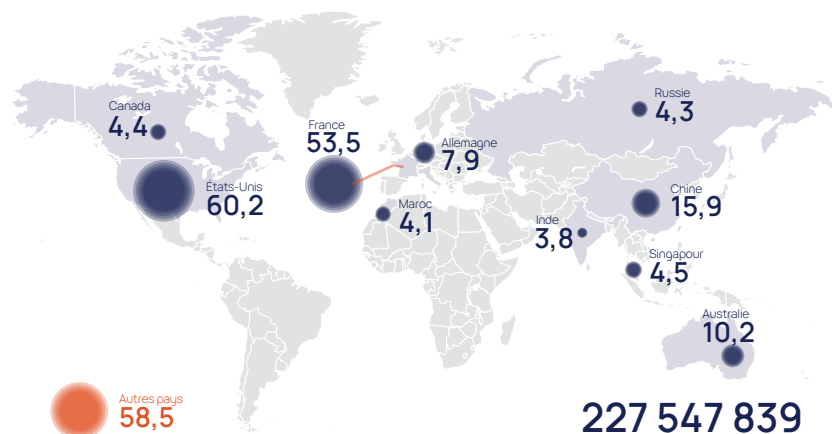 Canada
4,4
États-Unis
60,2
France
53,5
Allemagne
7,9
Maroc
4,1
Russie
4,3
Chine
15,9
Inde
3,8
Singapour
4,5
Australie
10,2
Autres pays
58,5
227 547 839